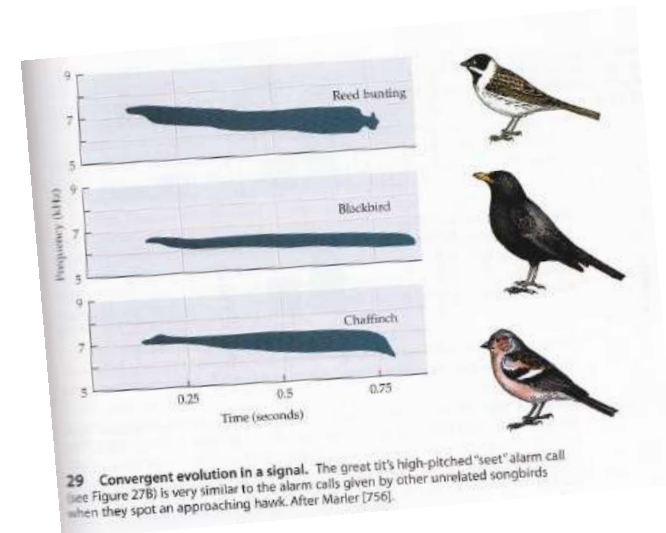 9
7
5
Reed bunting
Frequency (kHz)
9
7
5
Blackbird
9
7
5
Chaffinch
0.25 0.5 0.75
Time (seconds)
29 Convergent evolution in a signal. The great tit's high-pitched "seet" alarm call
(see Figure 27B) is very similar to the alarm calls given by other unrelated songbirds
when they spot an approaching hawk. After Marler [756].